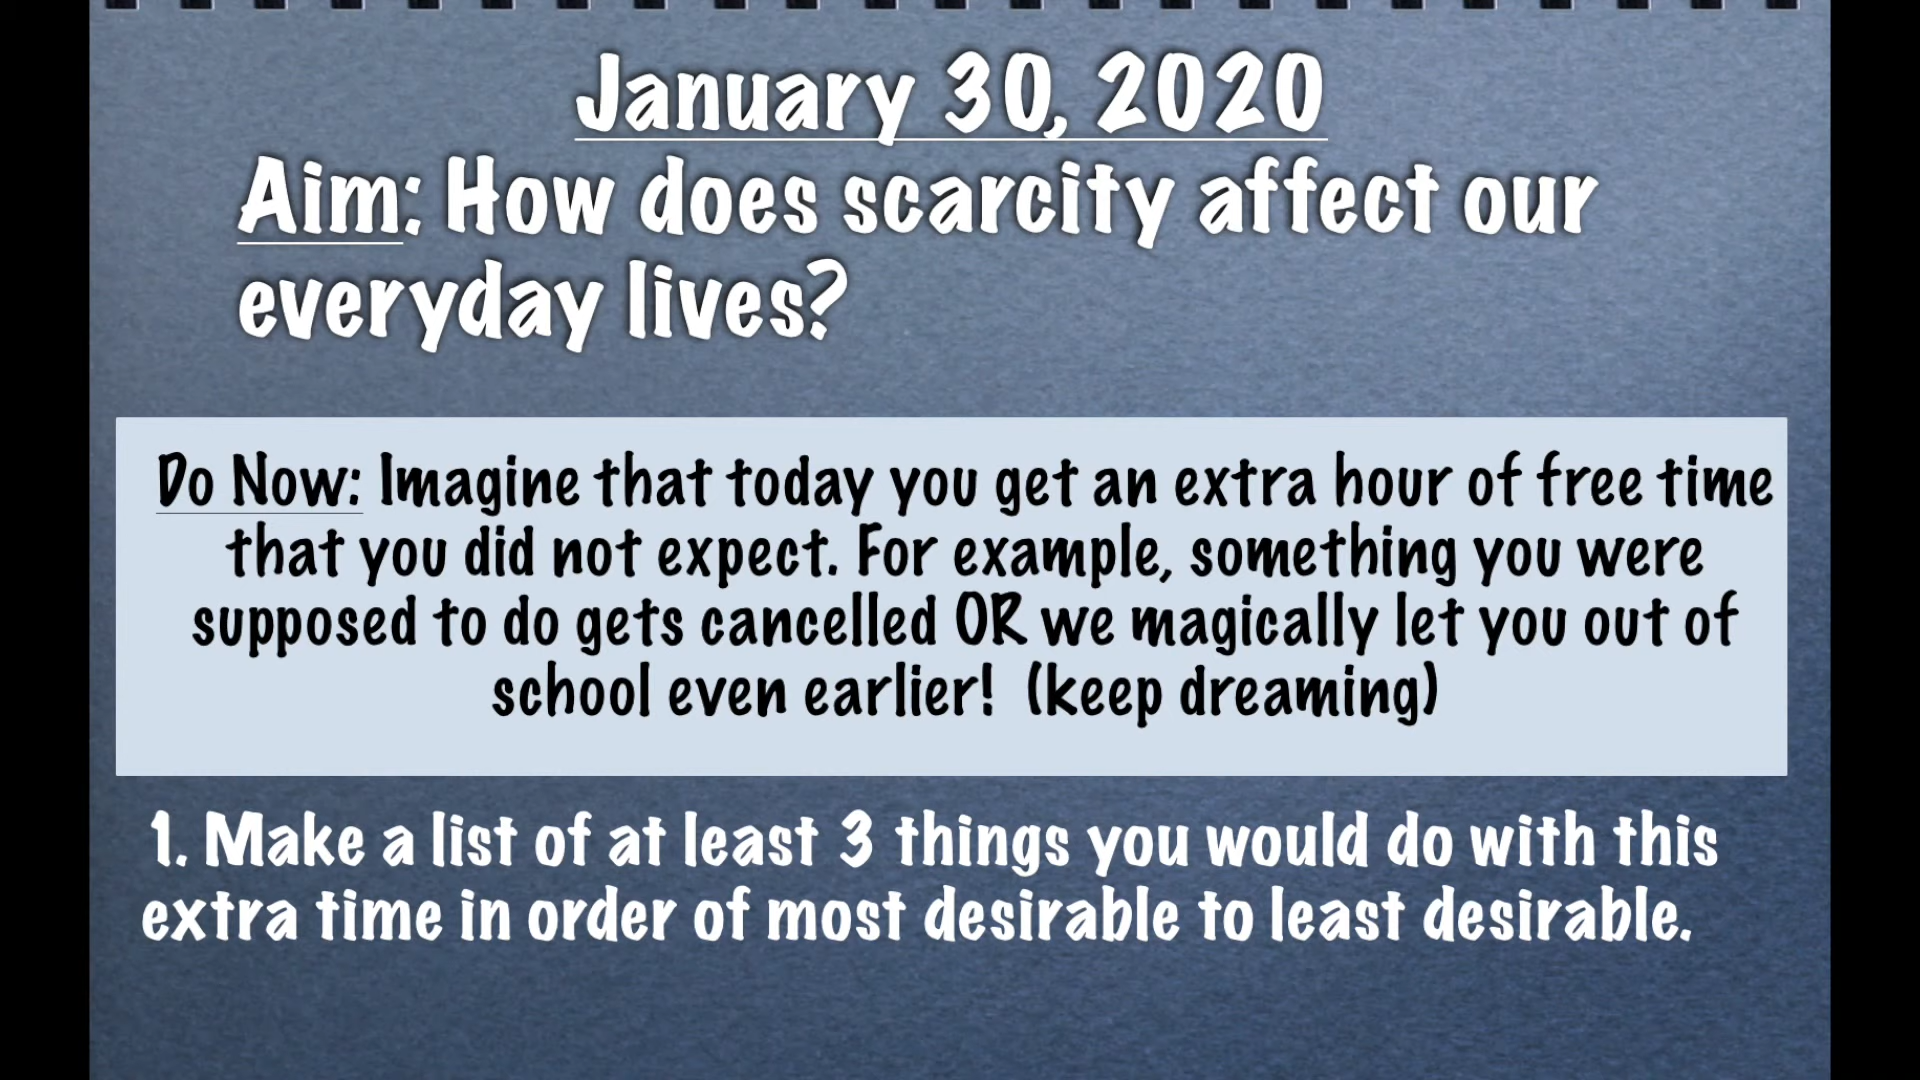 January 30, 2020
Aim: How does scarcity affect our
everyday lives?
Do Now: Imagine that today you get an extra hour of free time
that you did not expect. For example, something you were
supposed to do gets cancelled OR we magically let you out of
school even earlier! (keep dreaming)
1. Make a list of at least 3 things you would do with this
extra time in order of most desirable to least desirable.